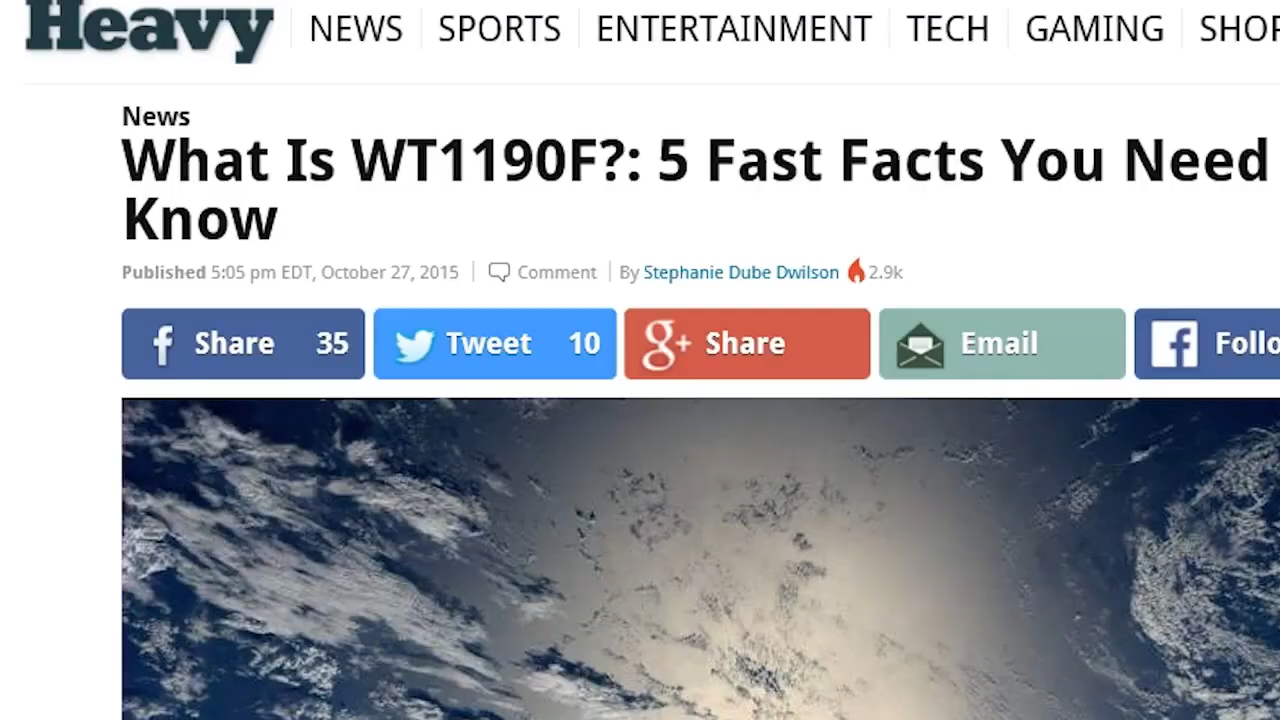 Heavy NEWS SPORTS ENTERTAINMENT TECH GAMING
News
What Is WT1190F?: 5 Fast Facts You Need
Know
Published 5:05 pm EDT, October 27, 2015 Comment By Stephanie Dube Dwilson 2.9k
f Share 35 Tweet 10 g+ Share Email f